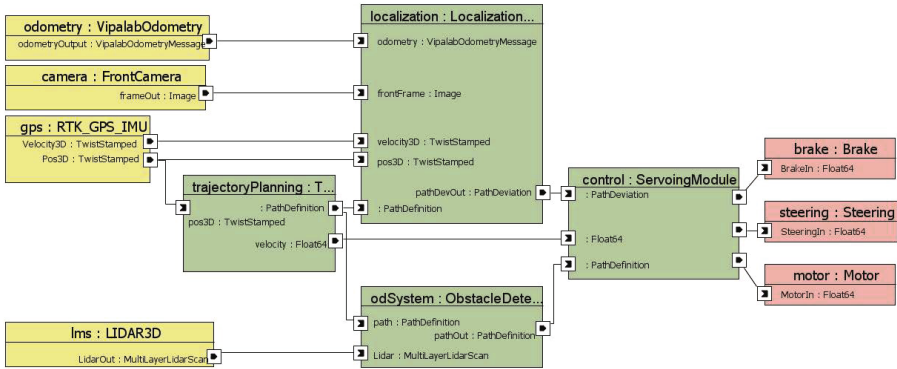 odometry : VipalabOdometry
odometryOutput : VipalabOdometryMessage
camera : FrontCamera
frameOut : Image
gps : RTK_GPS_IMU
Velocity3D : TwistStamped
Pos3D : TwistStamped
trajectoryPlanning : T...
: PathDefinition
pos3D : TwistStamped
velocity : Float64
lms : LIDAR3D
LidarOut : MultiLayerLidarScan
localization : Localization...
odometry : VipalabOdometryMessage
frontFrame : Image
velocity3D : TwistStamped
pos3D : TwistStamped
pathDevOut : PathDeviation
: PathDefinition
odSystem : ObstacleDete...
path : PathDefinition
pathOut : PathDefinition
Lidar : MultiLayerLidarScan
control : ServoingModule
: PathDeviation
: Float64
: PathDefinition
brake : Brake
BrakeIn : Float64
steering : Steering
SteeringIn : Float64
motor : Motor
MotorIn : Float64